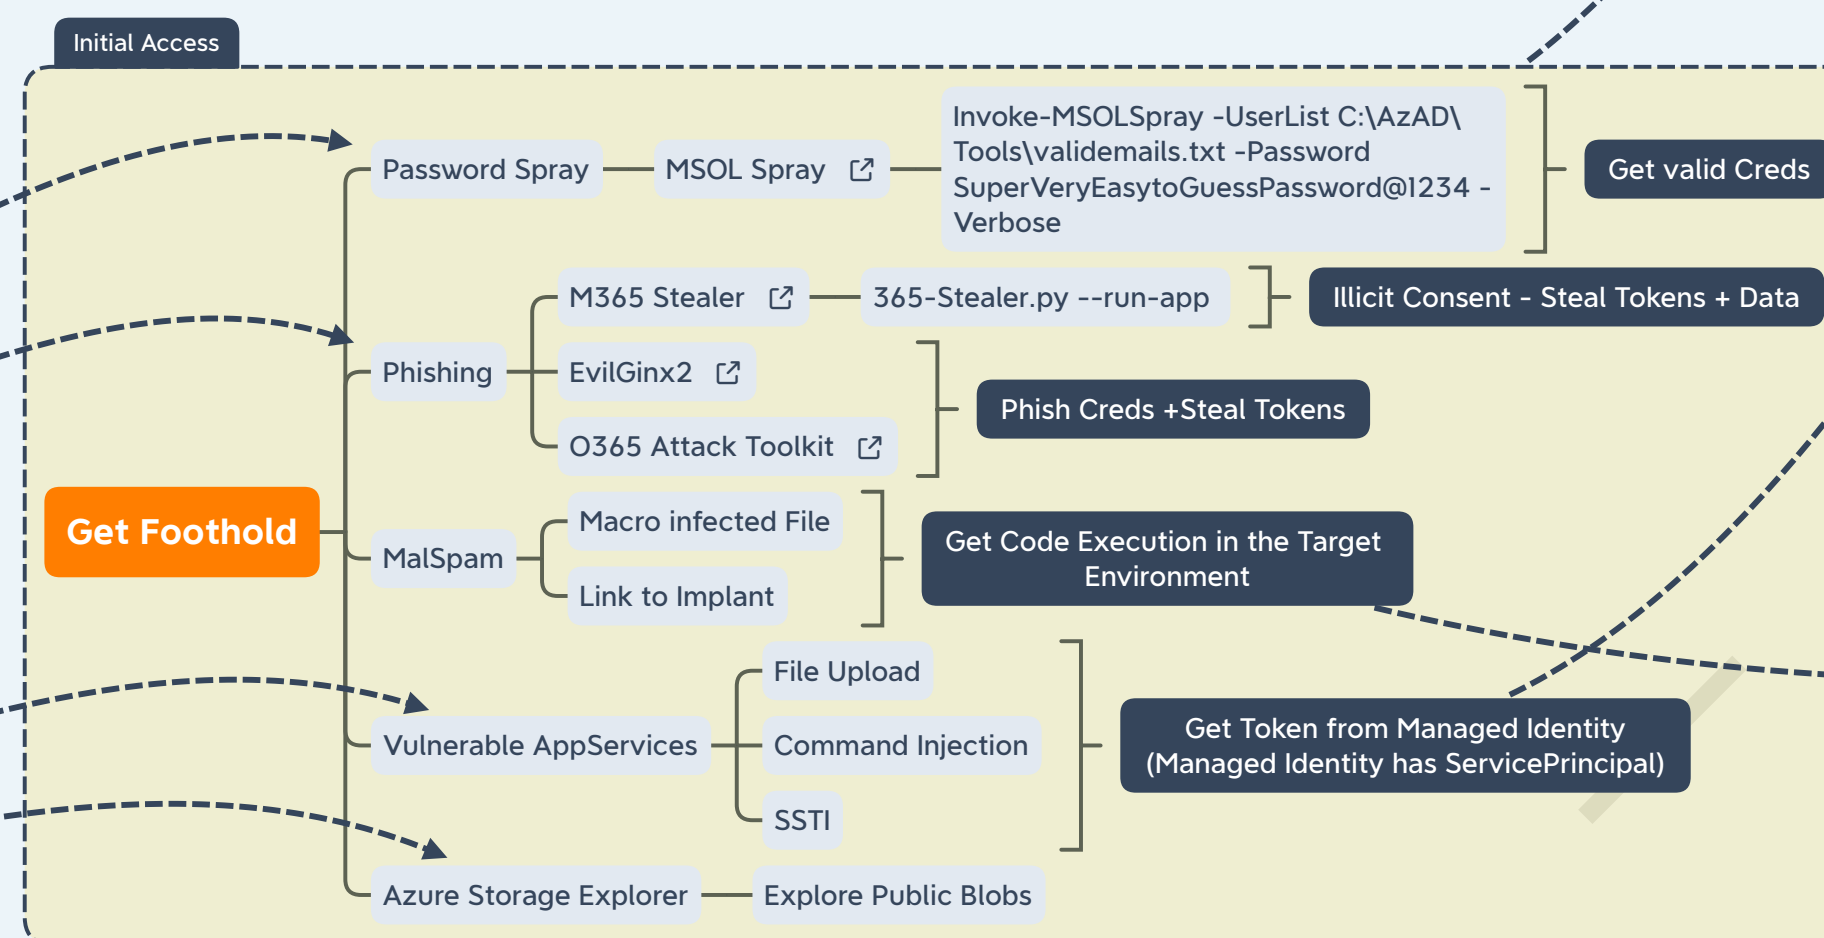 Initial Access
Password Spray
MSOL Spray
Invoke-MSOLSpray -UserList C:\AzAD\
Tools\validemails.txt -Password
SuperVeryEasytoGuessPassword@1234 -
Verbose
Get valid Creds
M365 Stealer
365-Stealer.py --run-app
Illicit Consent - Steal Tokens + Data
Phishing
EvilGinx2
Phish Creds +Steal Tokens
O365 Attack Toolkit
Get Foothold
MalSpam
Macro infected File
Link to Implant
Get Code Execution in the Target
Environment
Vulnerable AppServices
File Upload
Command Injection
SSTI
Get Token from Managed Identity
(Managed Identity has ServicePrincipal)
Azure Storage Explorer
Explore Public Blobs